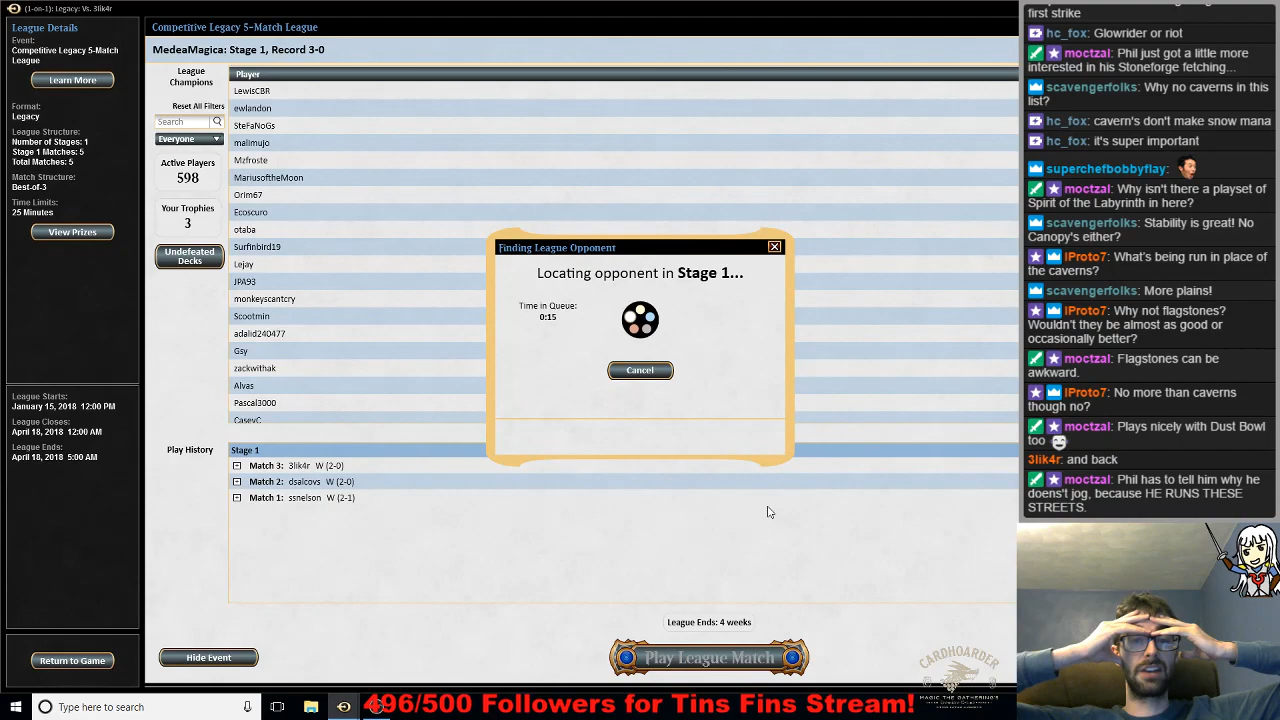 (1-on-1): Legacy: Vs. 3lik4r
League Details
Event:
Competitive Legacy 5-Match
League
Learn More
Format:
Legacy
League Structure:
Number of Stages: 1
Stage 1 Matches: 5
Total Matches: 5
Match Structure:
Best-of-3
Time Limits:
25 Minutes
View Prizes
League Starts:
January 15, 2018 12:00 PM
League Closes:
April 18, 2018 12:00 AM
League Ends:
April 18, 2018 5:00 AM
Return to Game
Competitive Legacy 5-Match League
MedeaMagica: Stage 1, Record 3-0
League
Champions
Reset All Filters
Search
Everyone
Active Players
598
Your Trophies
3
Undefeated
Decks
Player
LewisCBR
ewlandon
SteFaNoGs
malimujo
Mzfroste
MariusoftheMoon
Orim67
Ecoscuro
otaba
Surfinbird19
Lejay
JPA93
monkeyscantcry
Scootmin
adalid240477
Gsy
zackwithak
Alvas
Pascal3000
CasevC
Finding League Opponent
Locating opponent in Stage 1...
Time in Queue:
0:15
Cancel
Play History
Stage 1
Match 3: 3lik4r W (2-0)
Match 2: dsalcovs W (2-0)
Match 1: ssnelson W (2-1)
League Ends: 4 weeks
Hide Event
Play League Match
CARDHOARDER
first strike
hc_fox: Glowrider or riot
moctzal: Phil just got a little more
interested in his Stoneforge fetching...
scavengerfolks: Why no caverns in this
list?
hc_fox: cavern's don't make snow mana
hc_fox: it's super important
superchefbobbyflay:
moctzal: Why isn't there a playset of
Spirit of the Labyrinth in here?
scavengerfolks: Stability is great! No
Canopy's either?
IProto7: What's being run in place of
the caverns?
scavengerfolks: More plains!
IProto7: Why not flagstones?
Wouldn't they be almost as good or
occasionally better?
moctzal: Flagstones can be
awkward.
IProto7: No more than caverns
though no?
moctzal: Plays nicely with Dust Bowl
too
3lik4r: and back
moctzal: Phil has to tell him why he
doens't jog, because HE RUNS THESE
STREETS.
Type here to search
496/500 Followers for Tins Fins Stream!